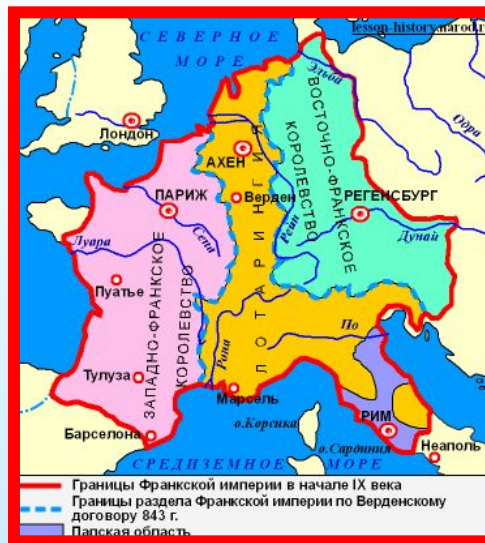 lesson-history.narod.r
СЕВЕРНОЕ
МОРЕ
Эльба
Одра
Лондон
АХЕН
ВОСТОЧНО-ФРАНКСКОЕ
КОРОЛЕВСТВО
ПАРИЖ
Верден
РЕГЕНСБУРГ
Сена
Рейн
Дунай
Луара
ЛОТАРИНГИЯ
Пуатье
ЗАПАДНО-ФРАНКСКОЕ
КОРОЛЕВСТВО
По
Рона
Тулуза
Марсель
о.Корсика
РИМ
Барселона
о.Сардиния
Неаполь
СРЕДИЗЕМНОЕ МОРЕ
Границы Франкской империи в начале IX века
Границы раздела Франкской империи по Верденскому
договору 843 г.
Папская область